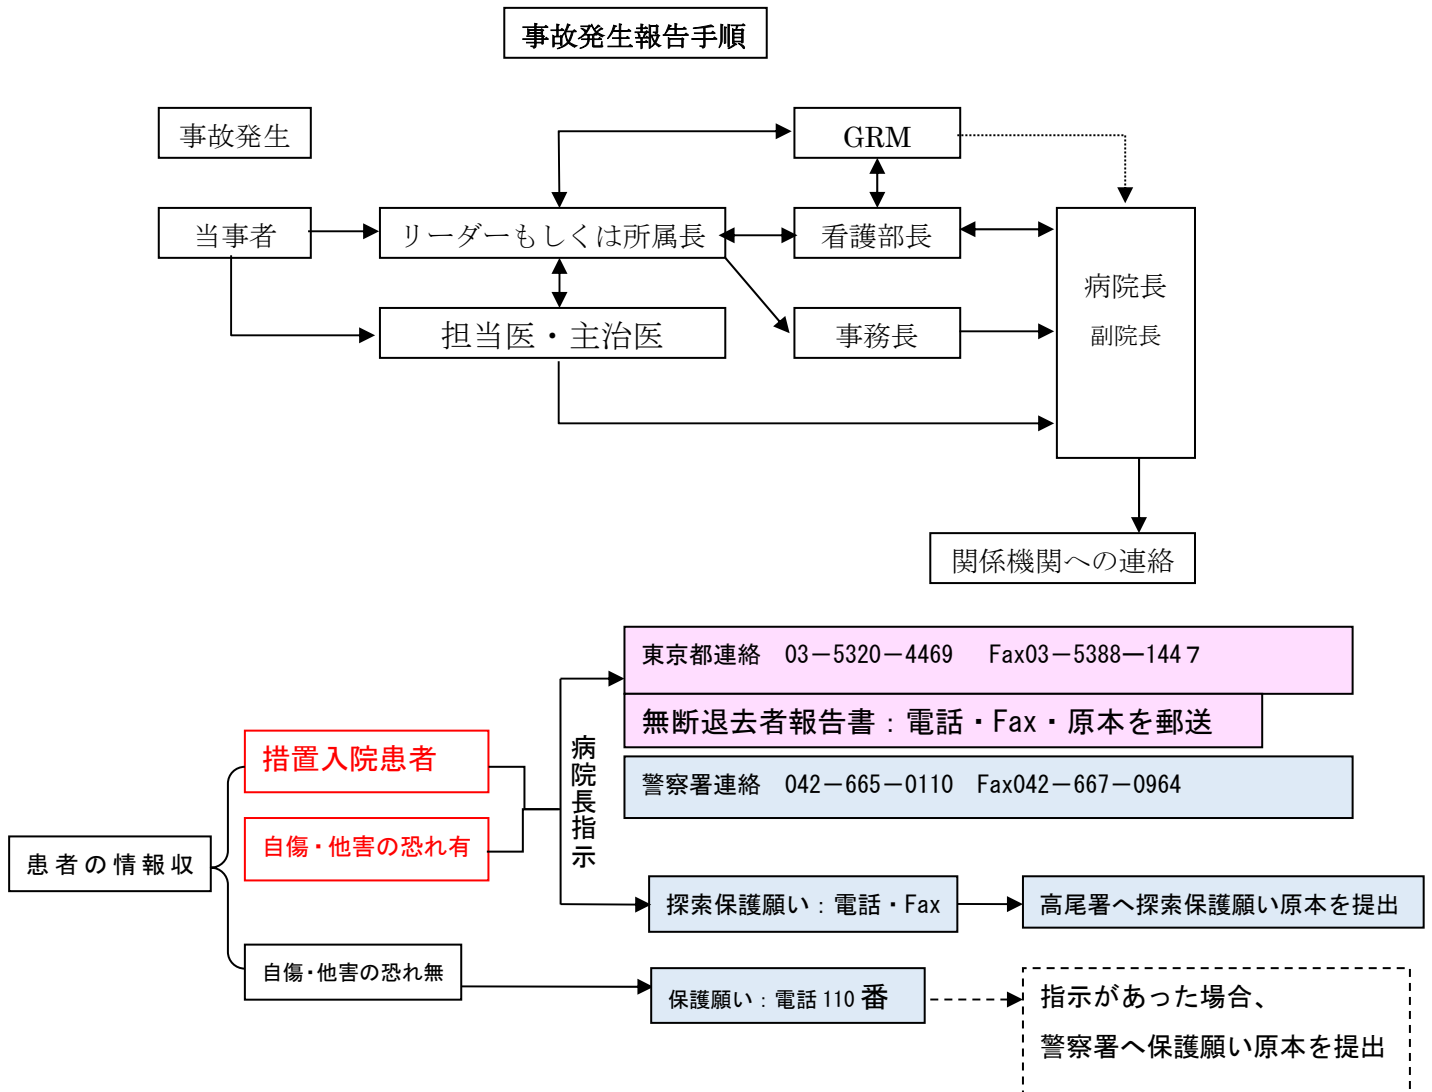 事故発生報告手順
事故発生
GRM
当事者
リーダーもしくは所属長
看護部長
病院長
副院長
担当医・主治医
事務長
関係機関への連絡
東京都連絡　03－5320－4469　 Fax03－5388ー1447
無断退去者報告書：電話・Fax・原本を郵送
措置入院患者
病院長指示
警察署連絡　042－665－0110　Fax042－667－0964
自傷・他害の恐れ有
患者の情報収
探索保護願い：電話・Fax
高尾署へ探索保護願い原本を提出
自傷・他害の恐れ無
保護願い：電話110番
指示があった場合、
警察署へ保護願い原本を提出